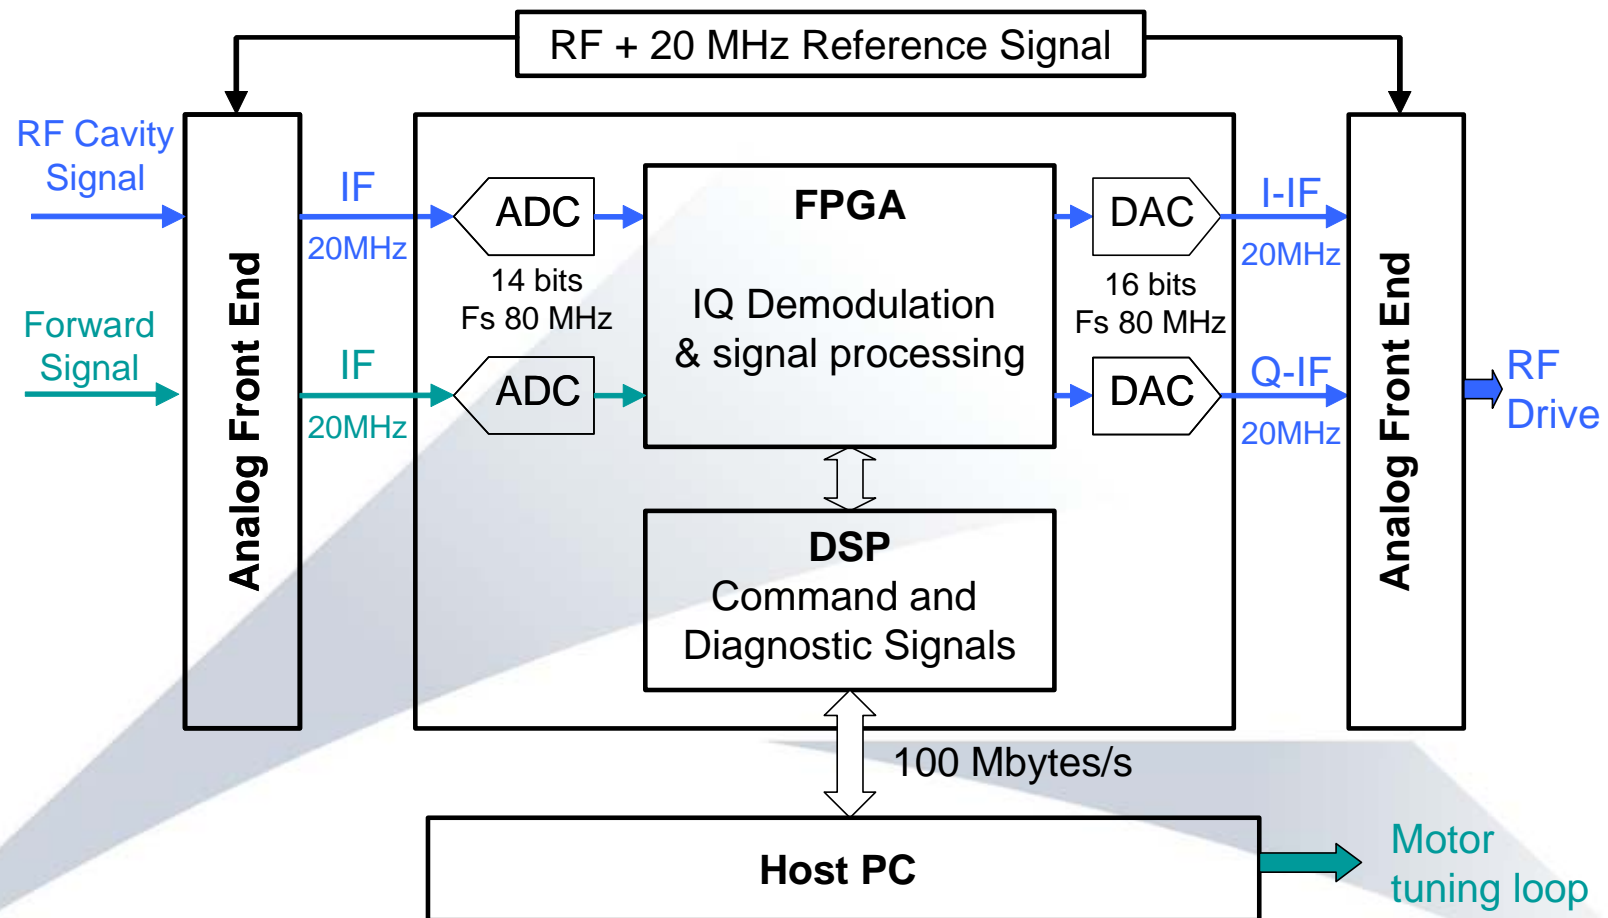 RF + 20 MHz Reference Signal
RF Cavity
Signal
Forward
Signal
Analog Front End
IF
20MHz
IF
20MHz
ADC
14 bits
Fs 80 MHz
ADC
FPGA
IQ Demodulation
& signal processing
DAC
16 bits
Fs 80 MHz
DAC
I-IF
20MHz
Q-IF
20MHz
Analog Front End
RF
Drive
DSP
Command and
Diagnostic Signals
100 Mbytes/s
Host PC
Motor
tuning loop